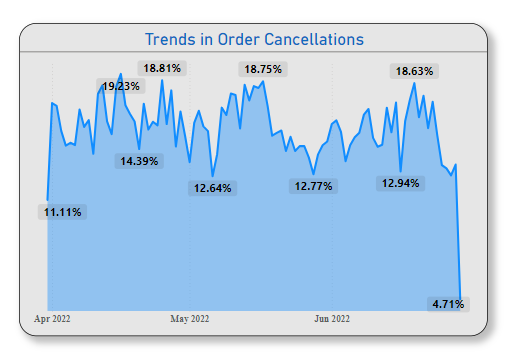 Trends in Order Cancellations
18.81%
18.75%
18.63%
19.23%
14.39%
12.64%
12.77%
12.94%
11.11%
4.71%
Apr 2022
May 2022
Jun 2022